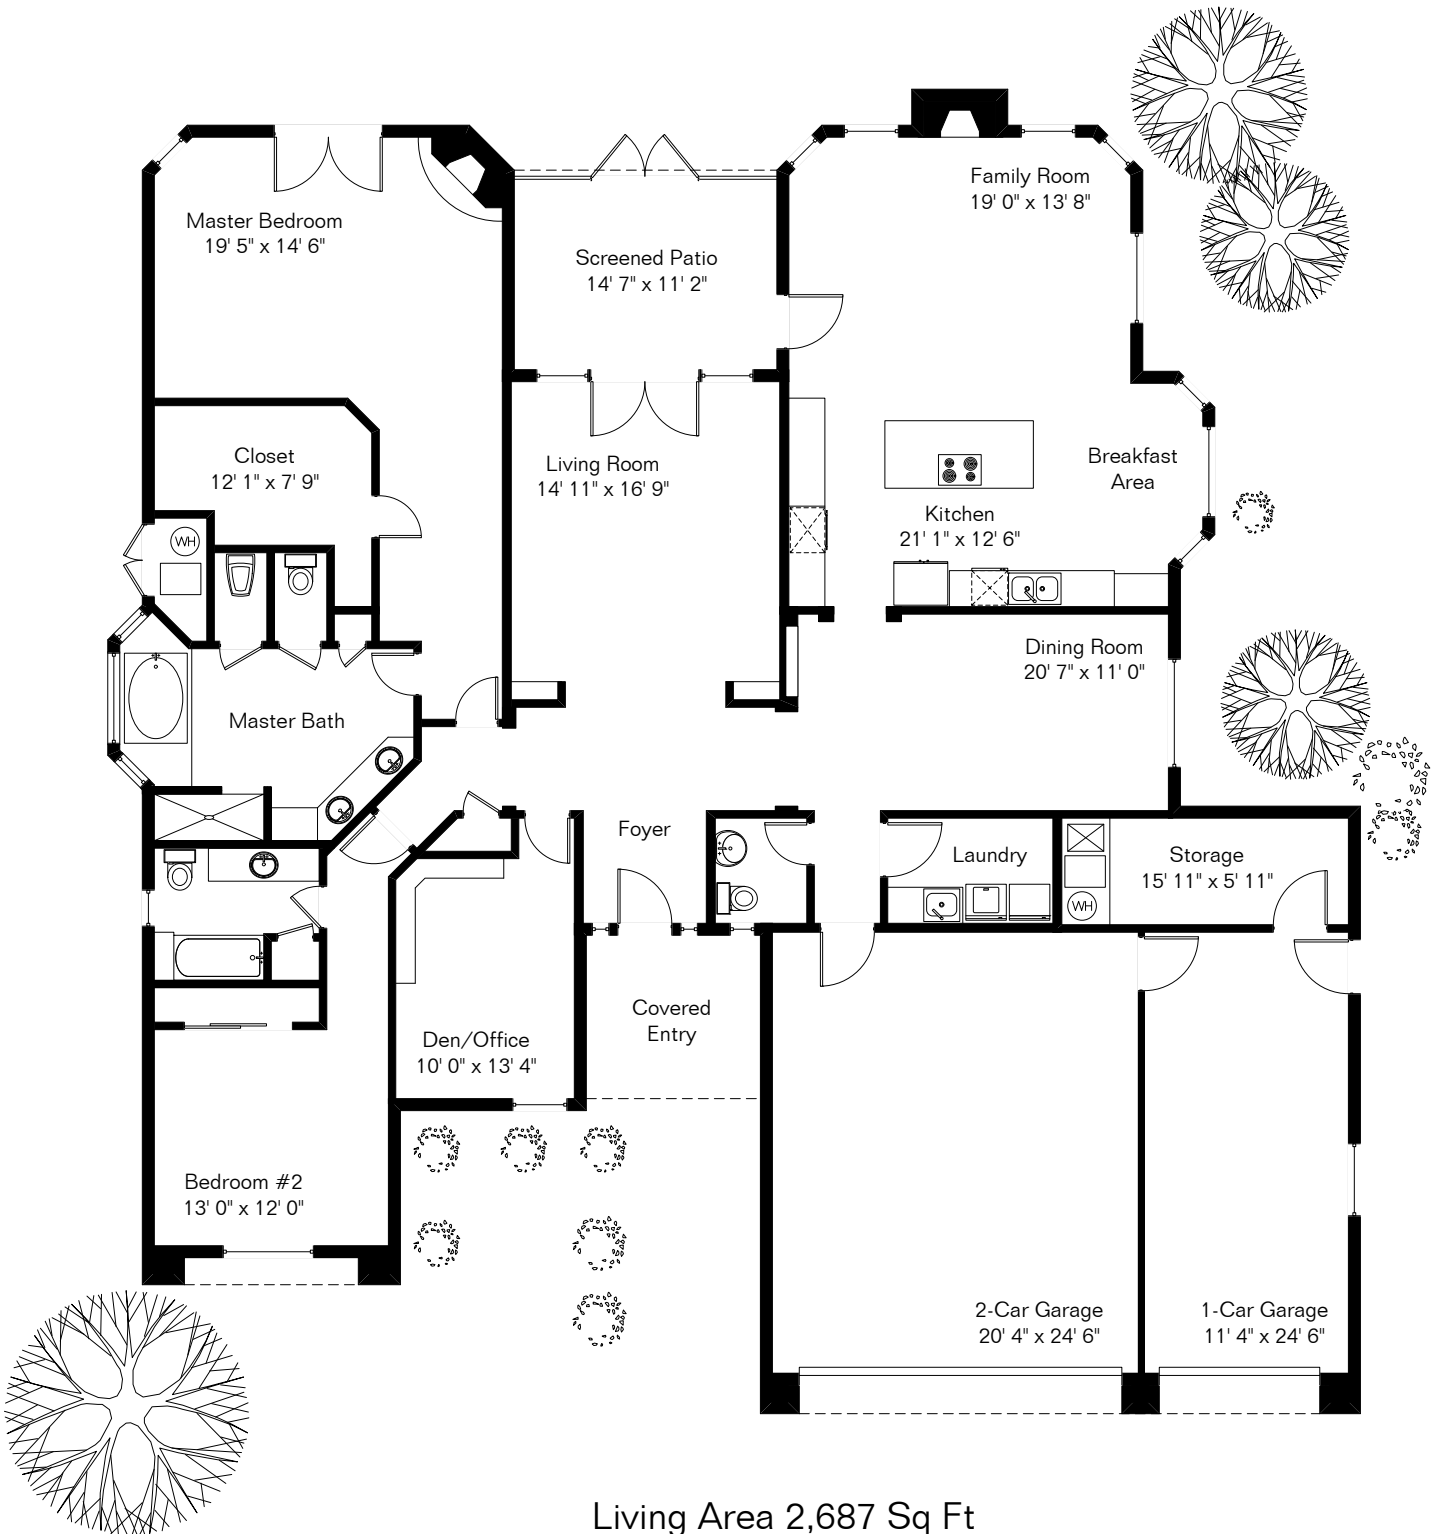 Family Room
19' 0" x 13' 8"
Master Bedroom
19' 5" x 14' 6"
Screened Patio
14' 7" x 11' 2"
Closet
12' 1" x 7' 9"
Living Room
14' 11" x 16' 9"
Breakfast
Area
Kitchen
21' 1" x 12' 6"
WH
Dining Room
20' 7" x 11' 0"
Master Bath
Foyer
Laundry
Storage
15' 11" x 5' 11"
WH
Covered
Entry
Den/Office
10' 0" x 13' 4"
Bedroom #2
13' 0" x 12' 0"
2-Car Garage
20' 4" x 24' 6"
1-Car Garage
11' 4" x 24' 6"
Living Area 2,687 Sq Ft